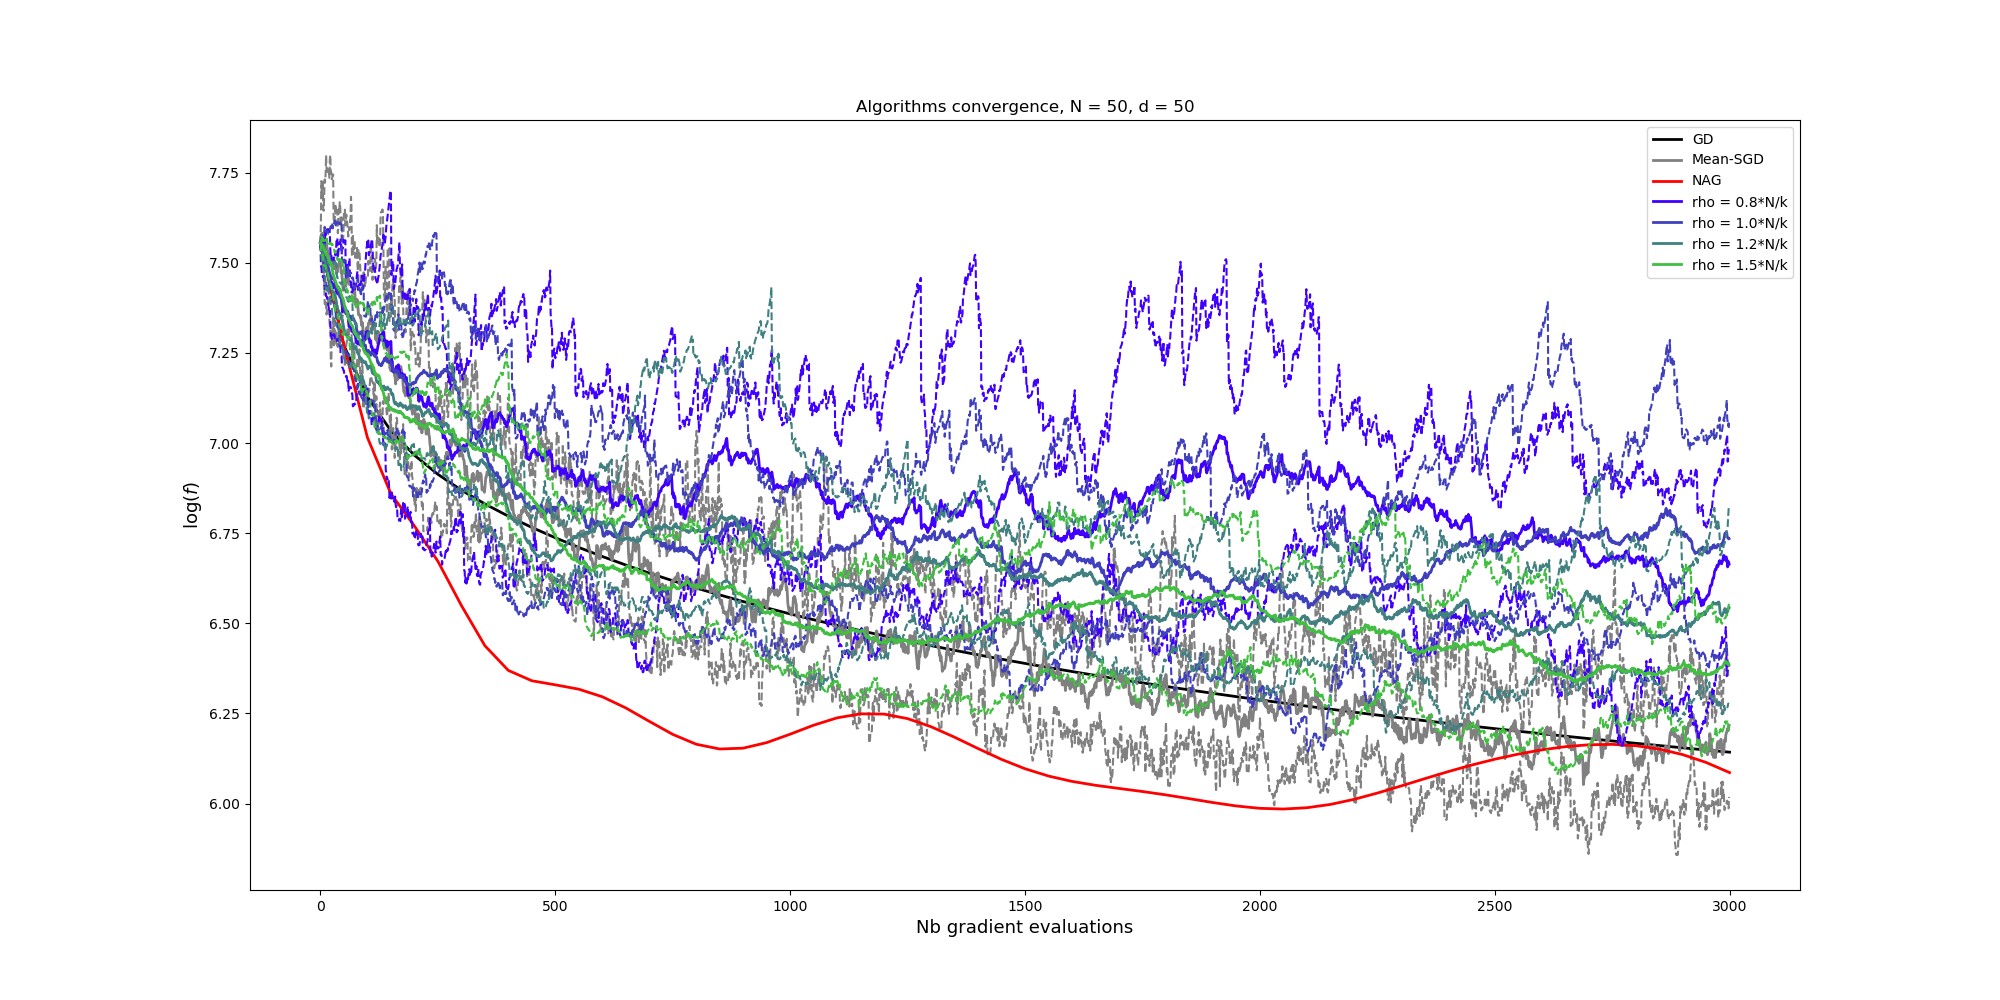 Algorithms convergence, N = 50, d = 50
GD
Mean-SGD
NAG
rho = 0.8*N/k
rho = 1.0*N/k
rho = 1.2*N/k
rho = 1.5*N/k
log(f)
7.75
7.50
7.25
7.00
6.75
6.50
6.25
6.00
0 500 1000 1500 2000 2500 3000
Nb gradient evaluations